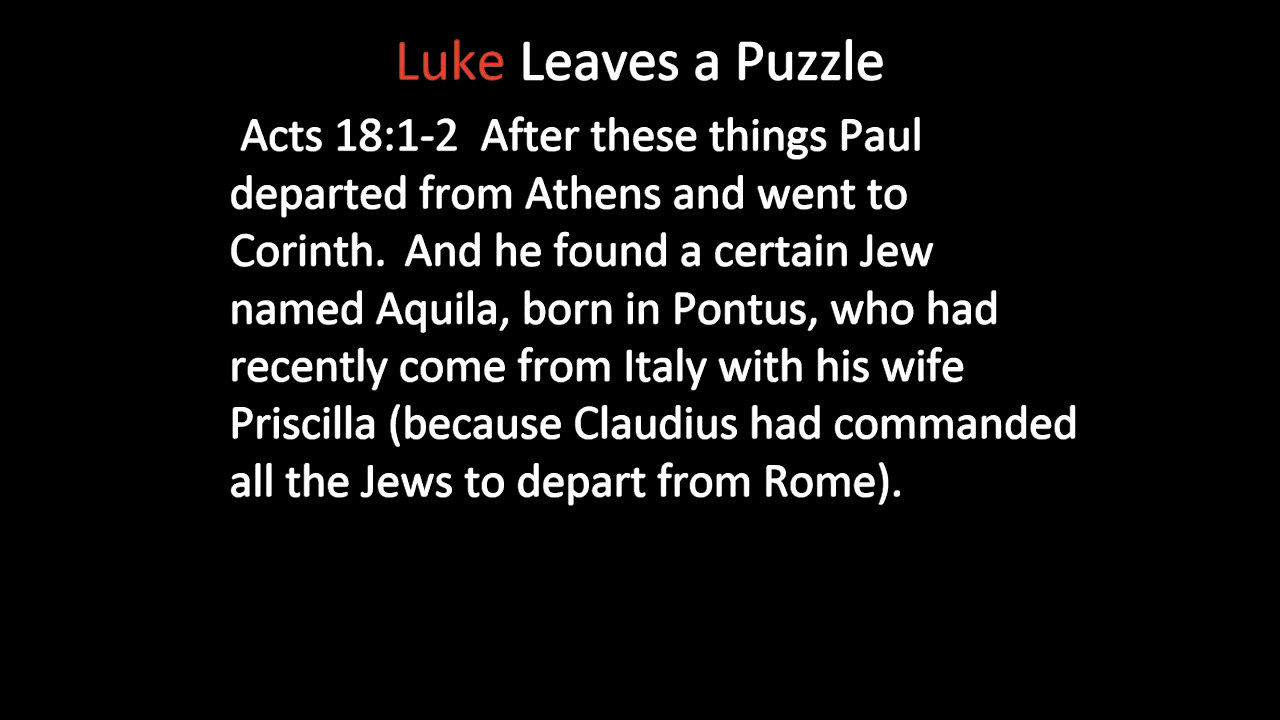 Luke Leaves a Puzzle
Acts 18:1-2  After these things Paul
departed from Athens and went to
Corinth.  And he found a certain Jew
named Aquila, born in Pontus, who had
recently come from Italy with his wife
Priscilla (because Claudius had commanded
all the Jews to depart from Rome).